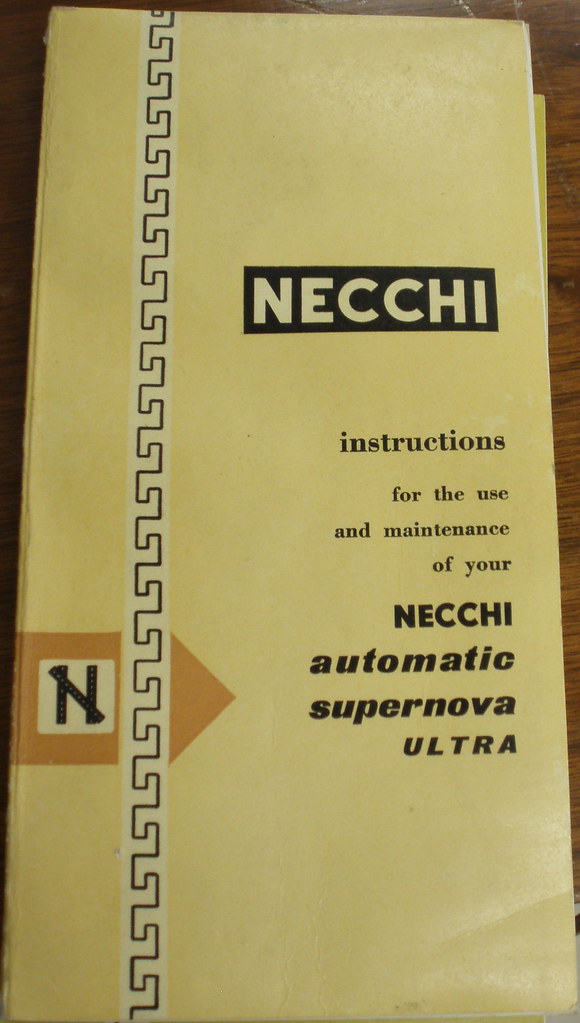 NECCHI
instructions
for the use
and maintenance
of your
NECCHI
automatic
supernova
ULTRA
N